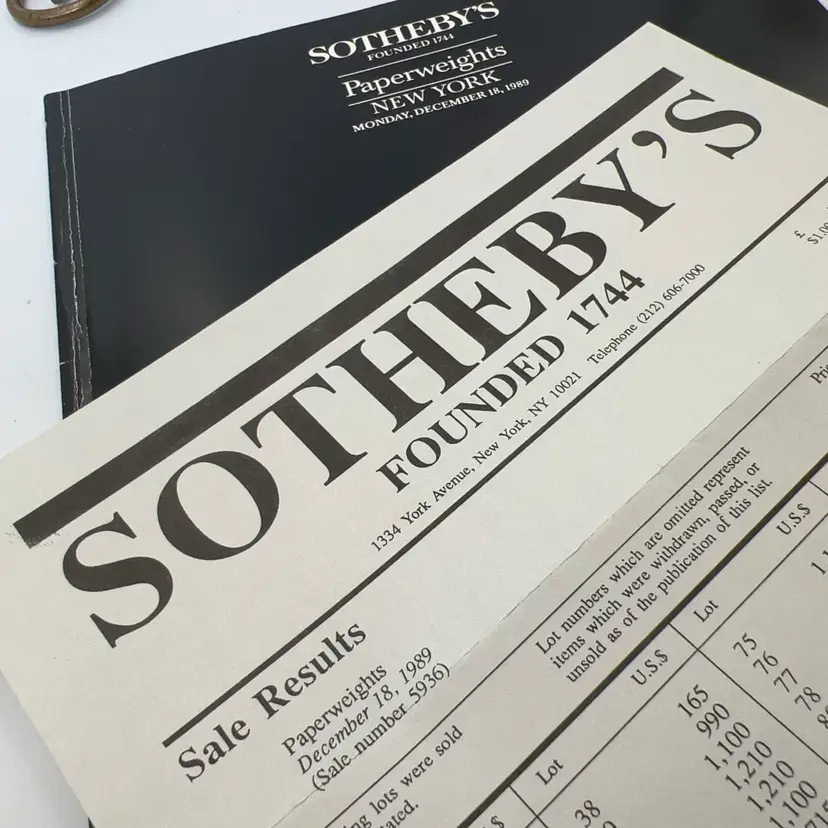 SOTHEBY'S
FOUNDED 1744
Paperweights
NEW YORK
MONDAY, DECEMBER 18, 1989
SOTHEBY'S
FOUNDED 1744
1334 York Avenue, New York, NY 10021 Telephone (212) 606-7000
£
Sale Results
Paperweights
December 18, 1989
(Sale number 5936)
Lot numbers which are omitted represent
items which were withdrawn, passed, or
unsold as of the publication of this list.
lots were sold
Lot
U.S.$
Lot
U.S.$
38
165
990
1,100
1,210
1,210
1,100
75
76
77
78